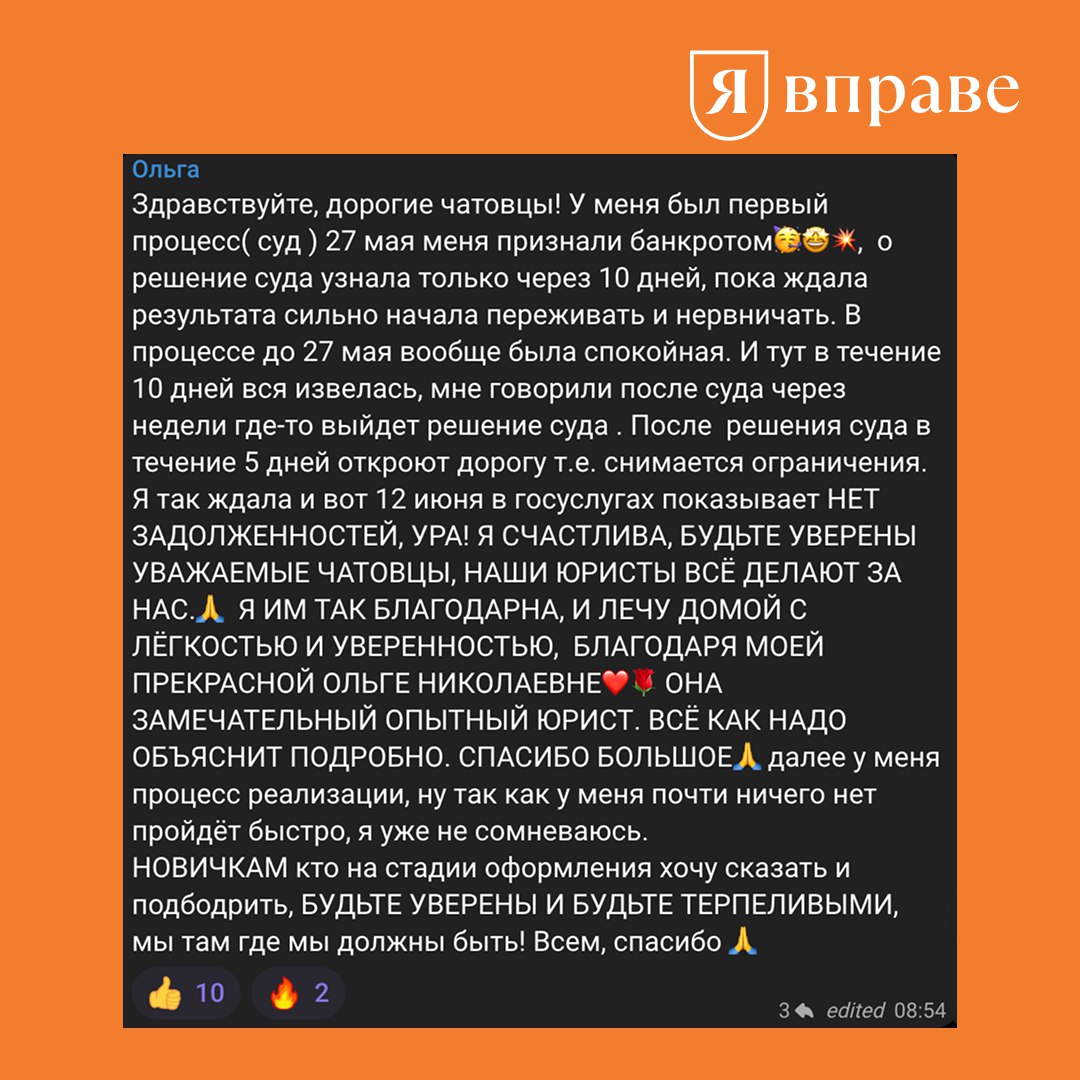 Я вправе
Ольга
Здравствуйте, дорогие чатовцы! У меня был первый
процесс( суд ) 27 мая меня признали банкротом🥳🤩💥,  о
решение суда узнала только через 10 дней, пока ждала
результата сильно начала переживать и нервничать. В
процессе до 27 мая вообще была спокойная. И тут в течение
10 дней вся извелась, мне говорили после суда через
недели где-то выйдет решение суда . После  решения суда в
течение 5 дней откроют дорогу т.е. снимается ограничения.
Я так ждала и вот 12 июня в госуслугах показывает НЕТ
ЗАДОЛЖЕННОСТЕЙ, УРА! Я СЧАСТЛИВА, БУДЬТЕ УВЕРЕНЫ
УВАЖАЕМЫЕ ЧАТОВЦЫ, НАШИ ЮРИСТЫ ВСЁ ДЕЛАЮТ ЗА
НАС.🙏 Я ИМ ТАК БЛАГОДАРНА, И ЛЕЧУ ДОМОЙ С
ЛЁГКОСТЬЮ И УВЕРЕННОСТЬЮ,  БЛАГОДАРЯ МОЕЙ
ПРЕКРАСНОЙ ОЛЬГЕ НИКОЛАЕВНЕ❤️🌹 ОНА
ЗАМЕЧАТЕЛЬНЫЙ ОПЫТНЫЙ ЮРИСТ. ВСЁ КАК НАДО
ОБЪЯСНИТ ПОДРОБНО. СПАСИБО БОЛЬШОЕ🙏 далее у меня
процесс реализации, ну так как у меня почти ничего нет
пройдёт быстро, я уже не сомневаюсь.
НОВИЧКАМ кто на стадии оформления хочу сказать и
подбодрить, БУДЬТЕ УВЕРЕНЫ И БУДЬТЕ ТЕРПЕЛИВЫМИ,
мы там где мы должны быть! Всем, спасибо 🙏
👍 10 🔥 2
3 edited 08:54